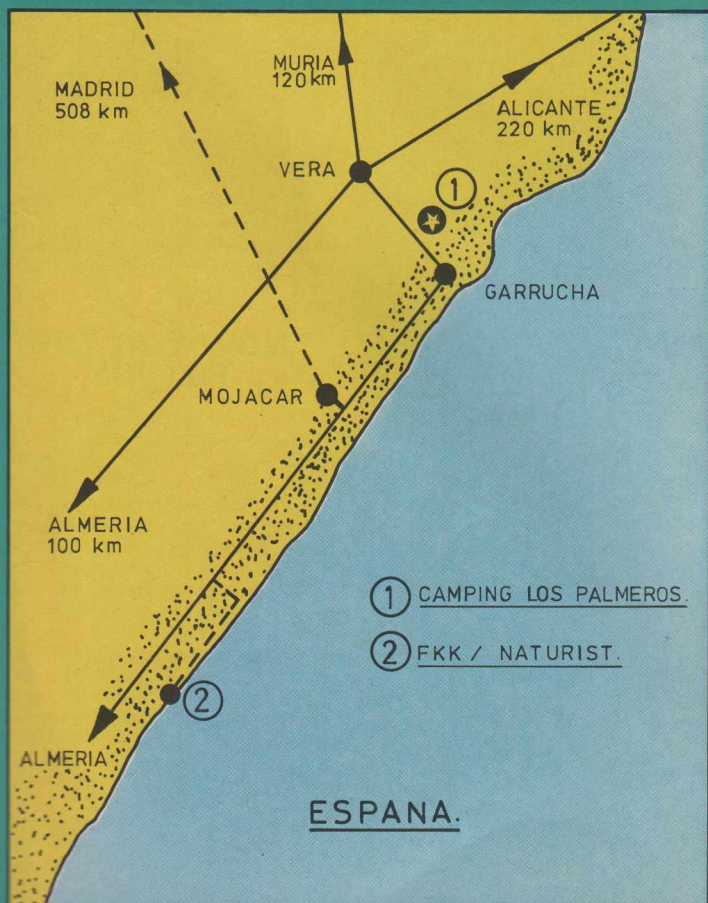 MADRID
508 km
MURIA
120 km
ALICANTE
220 km
VERA
1
GARRUCHA
MOJACAR
ALMERIA
100 km
1 CAMPING LOS PALMEROS.
2 FKK / NATURIST.
2
ALMERIA
ESPANA.